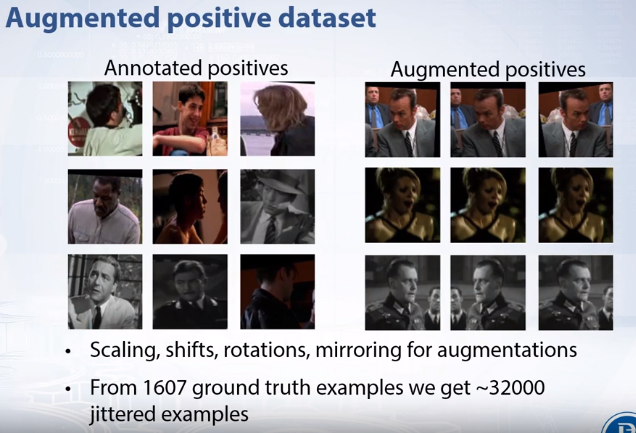 Augmented positive dataset
Annotated positives
Augmented positives
• Scaling, shifts, rotations, mirroring for augmentations
• From 1607 ground truth examples we get ~32000
jittered examples